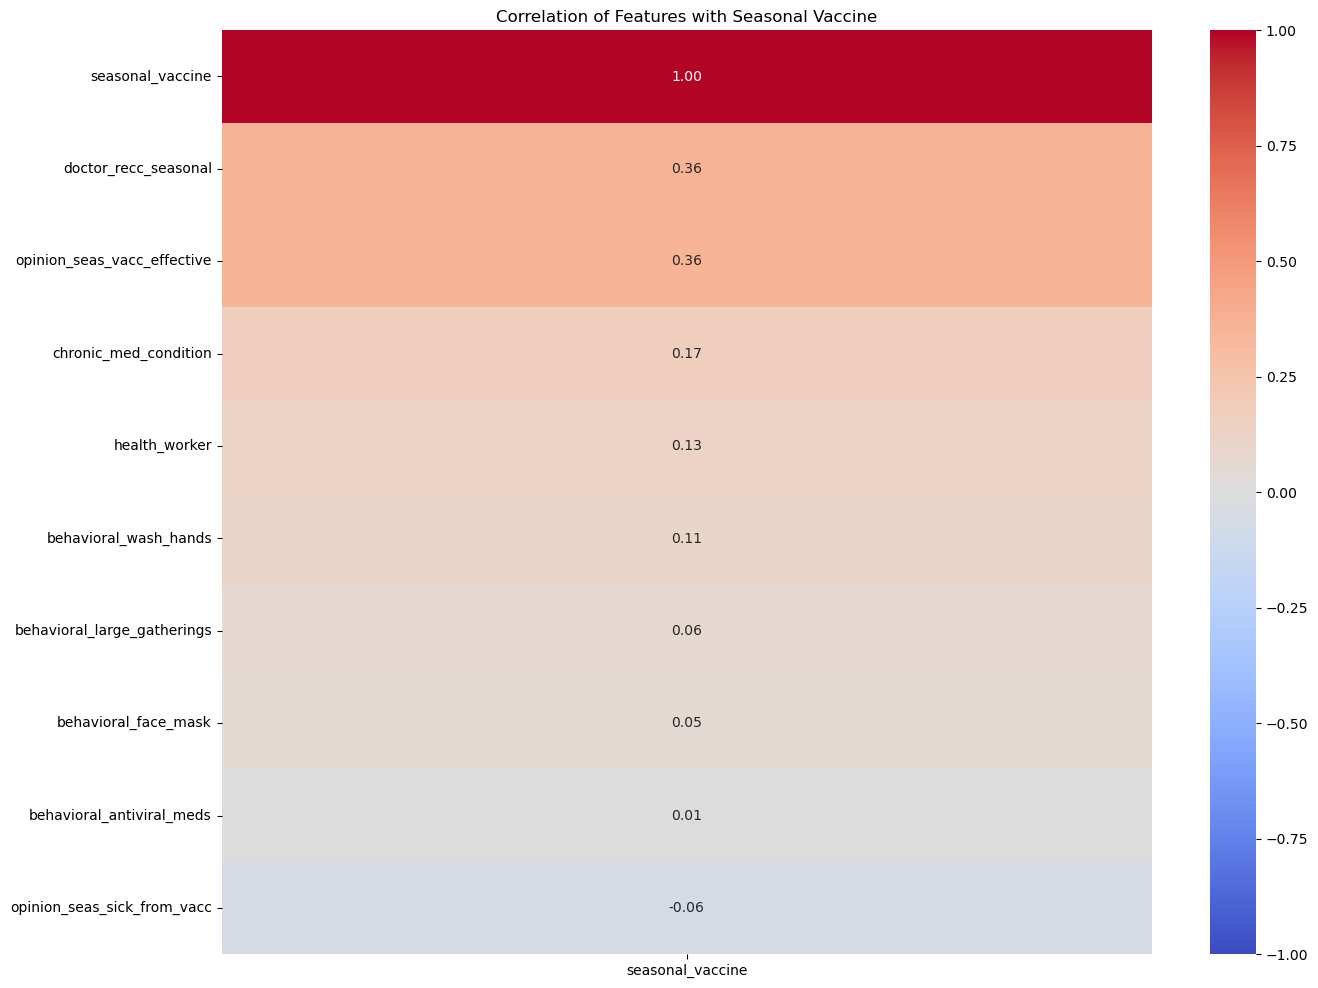 Correlation of Features with Seasonal Vaccine
seasonal_vaccine 1.00
doctor_recc_seasonal 0.36
opinion_seas_vacc_effective 0.36
chronic_med_condition 0.17
health_worker 0.13
behavioral_wash_hands 0.11
behavioral_large_gatherings 0.06
behavioral_face_mask 0.05
behavioral_antiviral_meds 0.01
opinion_seas_sick_from_vacc -0.06
seasonal_vaccine
1.00
0.75
0.50
0.25
0.00
−0.25
−0.50
−0.75
−1.00